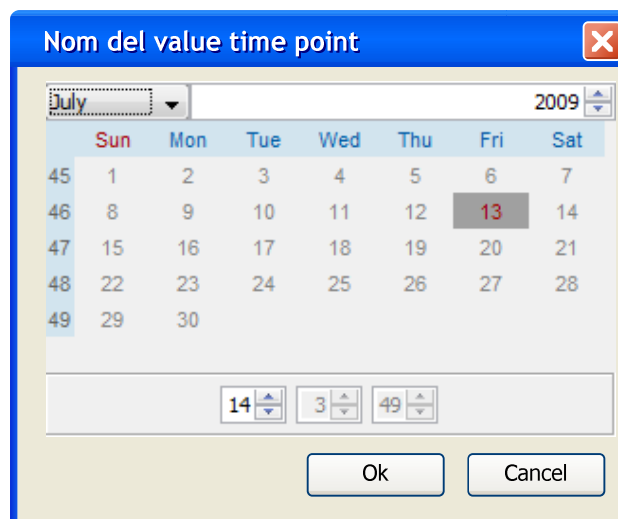 Nom del value time point
July 2009
Sun Mon Tue Wed Thu Fri Sat
45 1 2 3 4 5 6 7
46 8 9 10 11 12 13 14
47 15 16 17 18 19 20 21
48 22 23 24 25 26 27 28
49 29 30
14 3 49
Ok Cancel